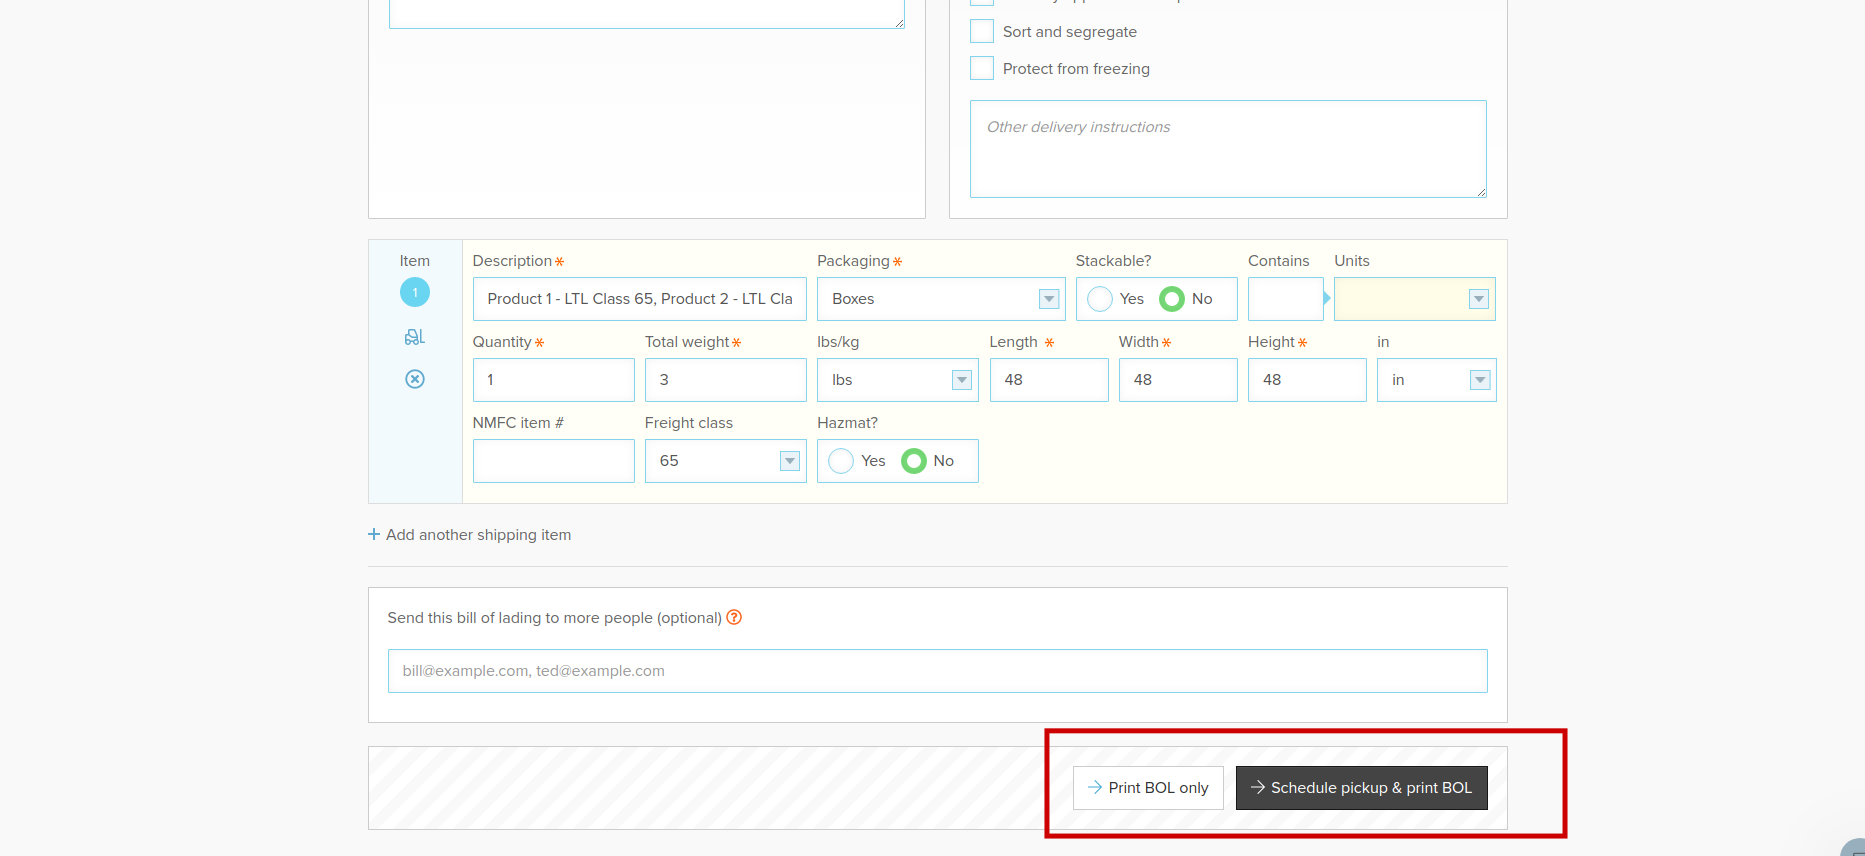 Sort and segregate
Protect from freezing
Other delivery instructions
Item
1
Description*
Packaging*
Stackable?
Contains
Units
Product 1 - LTL Class 65, Product 2 - LTL Cla
Boxes
Yes
No
Quantity*
Total weight*
lbs/kg
Length *
Width*
Height*
in
1
3
lbs
48
48
48
in
NMFC item #
Freight class
Hazmat?
65
Yes
No
+ Add another shipping item
Send this bill of lading to more people (optional) ?
bill@example.com, ted@example.com
→ Print BOL only
→ Schedule pickup & print BOL